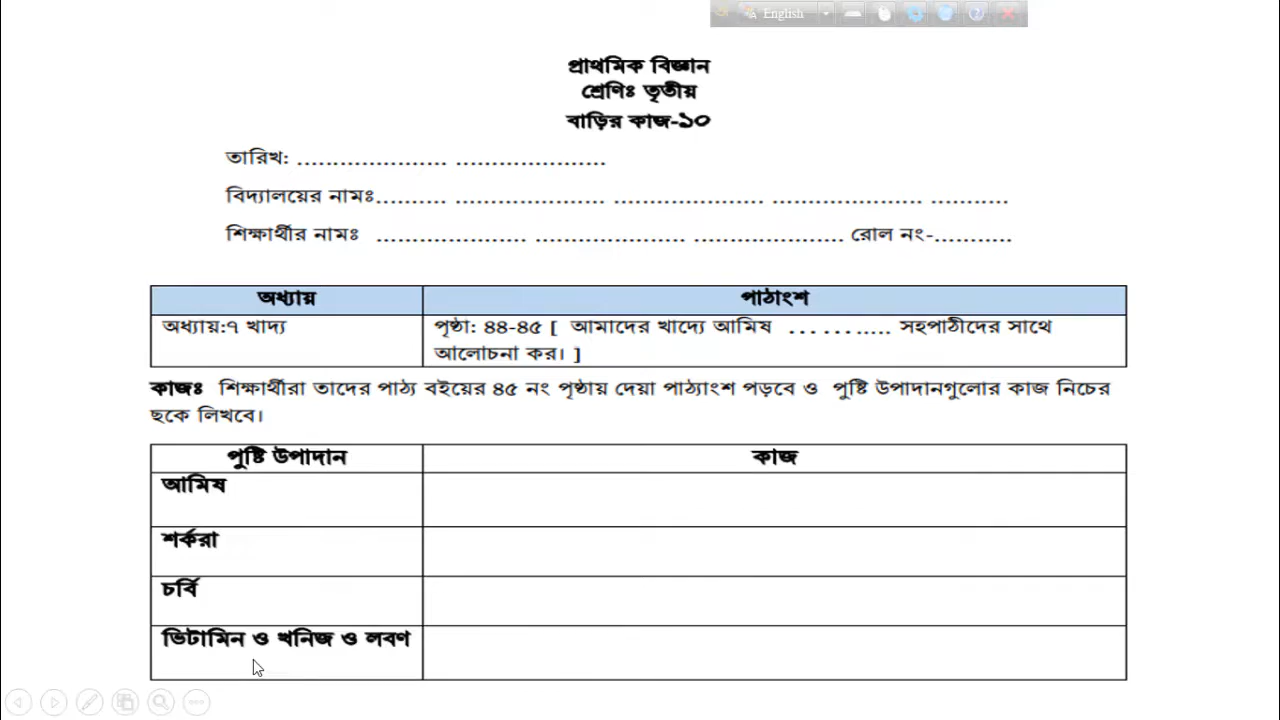 English
প্রাথমিক বিজ্ঞান
শ্রেণিঃ তৃতীয়
বাড়ির কাজ-১০
তারিখ: ..................... .....................
বিদ্যালয়ের নামঃ.......... ..................... ..................... ..................... ...........
শিক্ষার্থীর নামঃ ..................... ..................... ..................... রোল নং-...........
অধ্যায় পাঠাংশ
অধ্যায়:৭ খাদ্য পৃষ্ঠা: ৪৪-৪৫ [ আমাদের খাদ্যে আমিষ ... ........ সহপাঠীদের সাথে
আলোচনা কর। ]
কাজঃ শিক্ষার্থীরা তাদের পাঠ্য বইয়ের ৪৫ নং পৃষ্ঠায় দেয়া পাঠ্যাংশ পড়বে ও পুষ্টি উপাদানগুলোর কাজ নিচের
ছকে লিখবে।
পুষ্টি উপাদান কাজ
আমিষ
শর্করা
চর্বি
ভিটামিন ও খনিজ ও লবণ